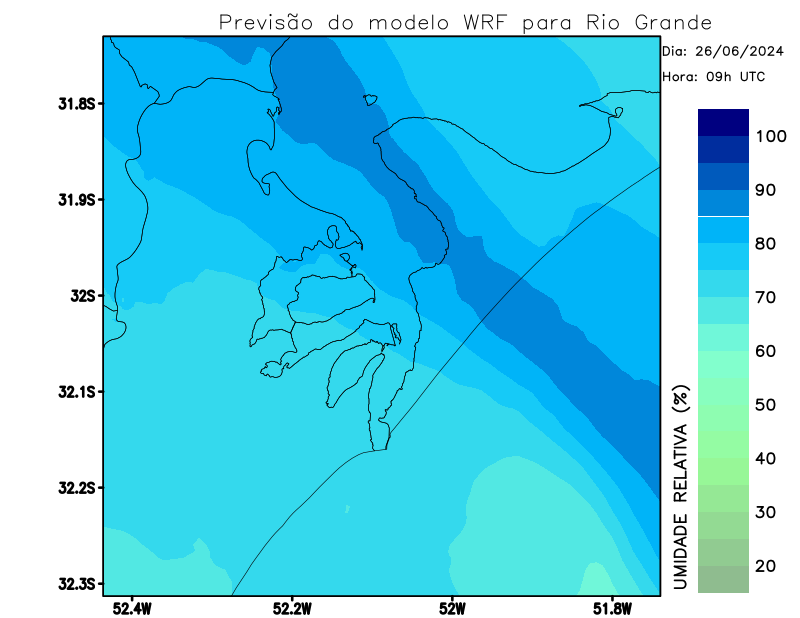 Previsão do modelo WRF para Rio Grande
Dia: 26/06/2024
Hora: 09h UTC
31.8S
31.9S
32S
32.1S
32.2S
32.3S
52.4W
52.2W
52W
51.8W
100
90
80
70
60
50
40
30
20
UMIDADE RELATIVA (%)